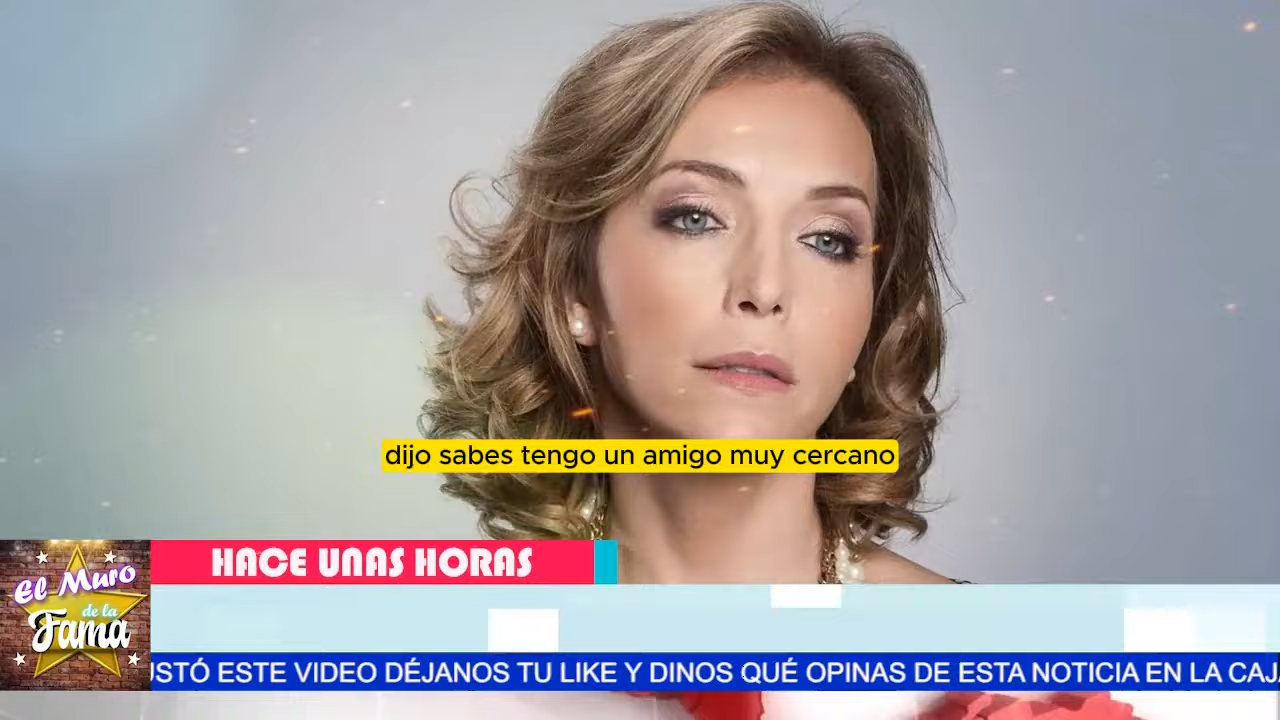 dijo sabes tengo un amigo muy cercano
HACE UNAS HORAS
El Muro
de la
Fama
USTÓ ESTE VIDEO DÉJANOS TU LIKE Y DINOS QUÉ OPINAS DE ESTA NOTICIA EN LA CAJA